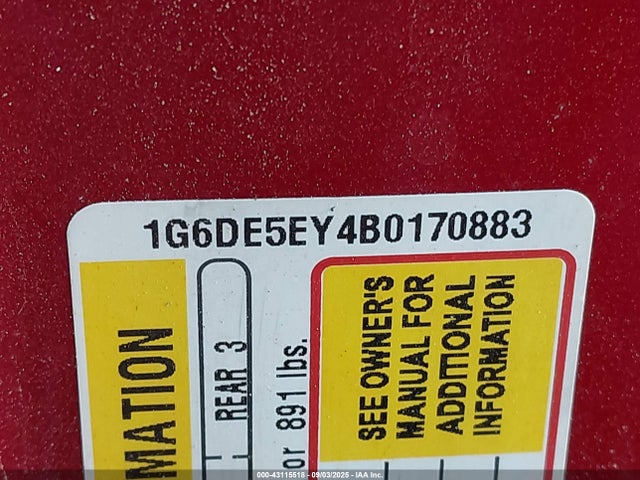 1G6DE5EY4B0170883
MATION
REAR 3
or 891 lbs.
SEE OWNER'S
MANUAL FOR
ADDITIONAL
INFORMATION
000-43115518 - 09/03/2025 - © IAA Inc.